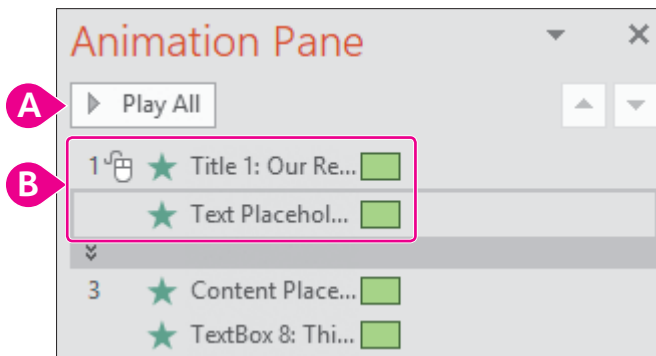 Animation Pane
A Play All
B
1 Title 1: Our Re...
Text Placehol...
3 Content Place...
TextBox 8: Thi...